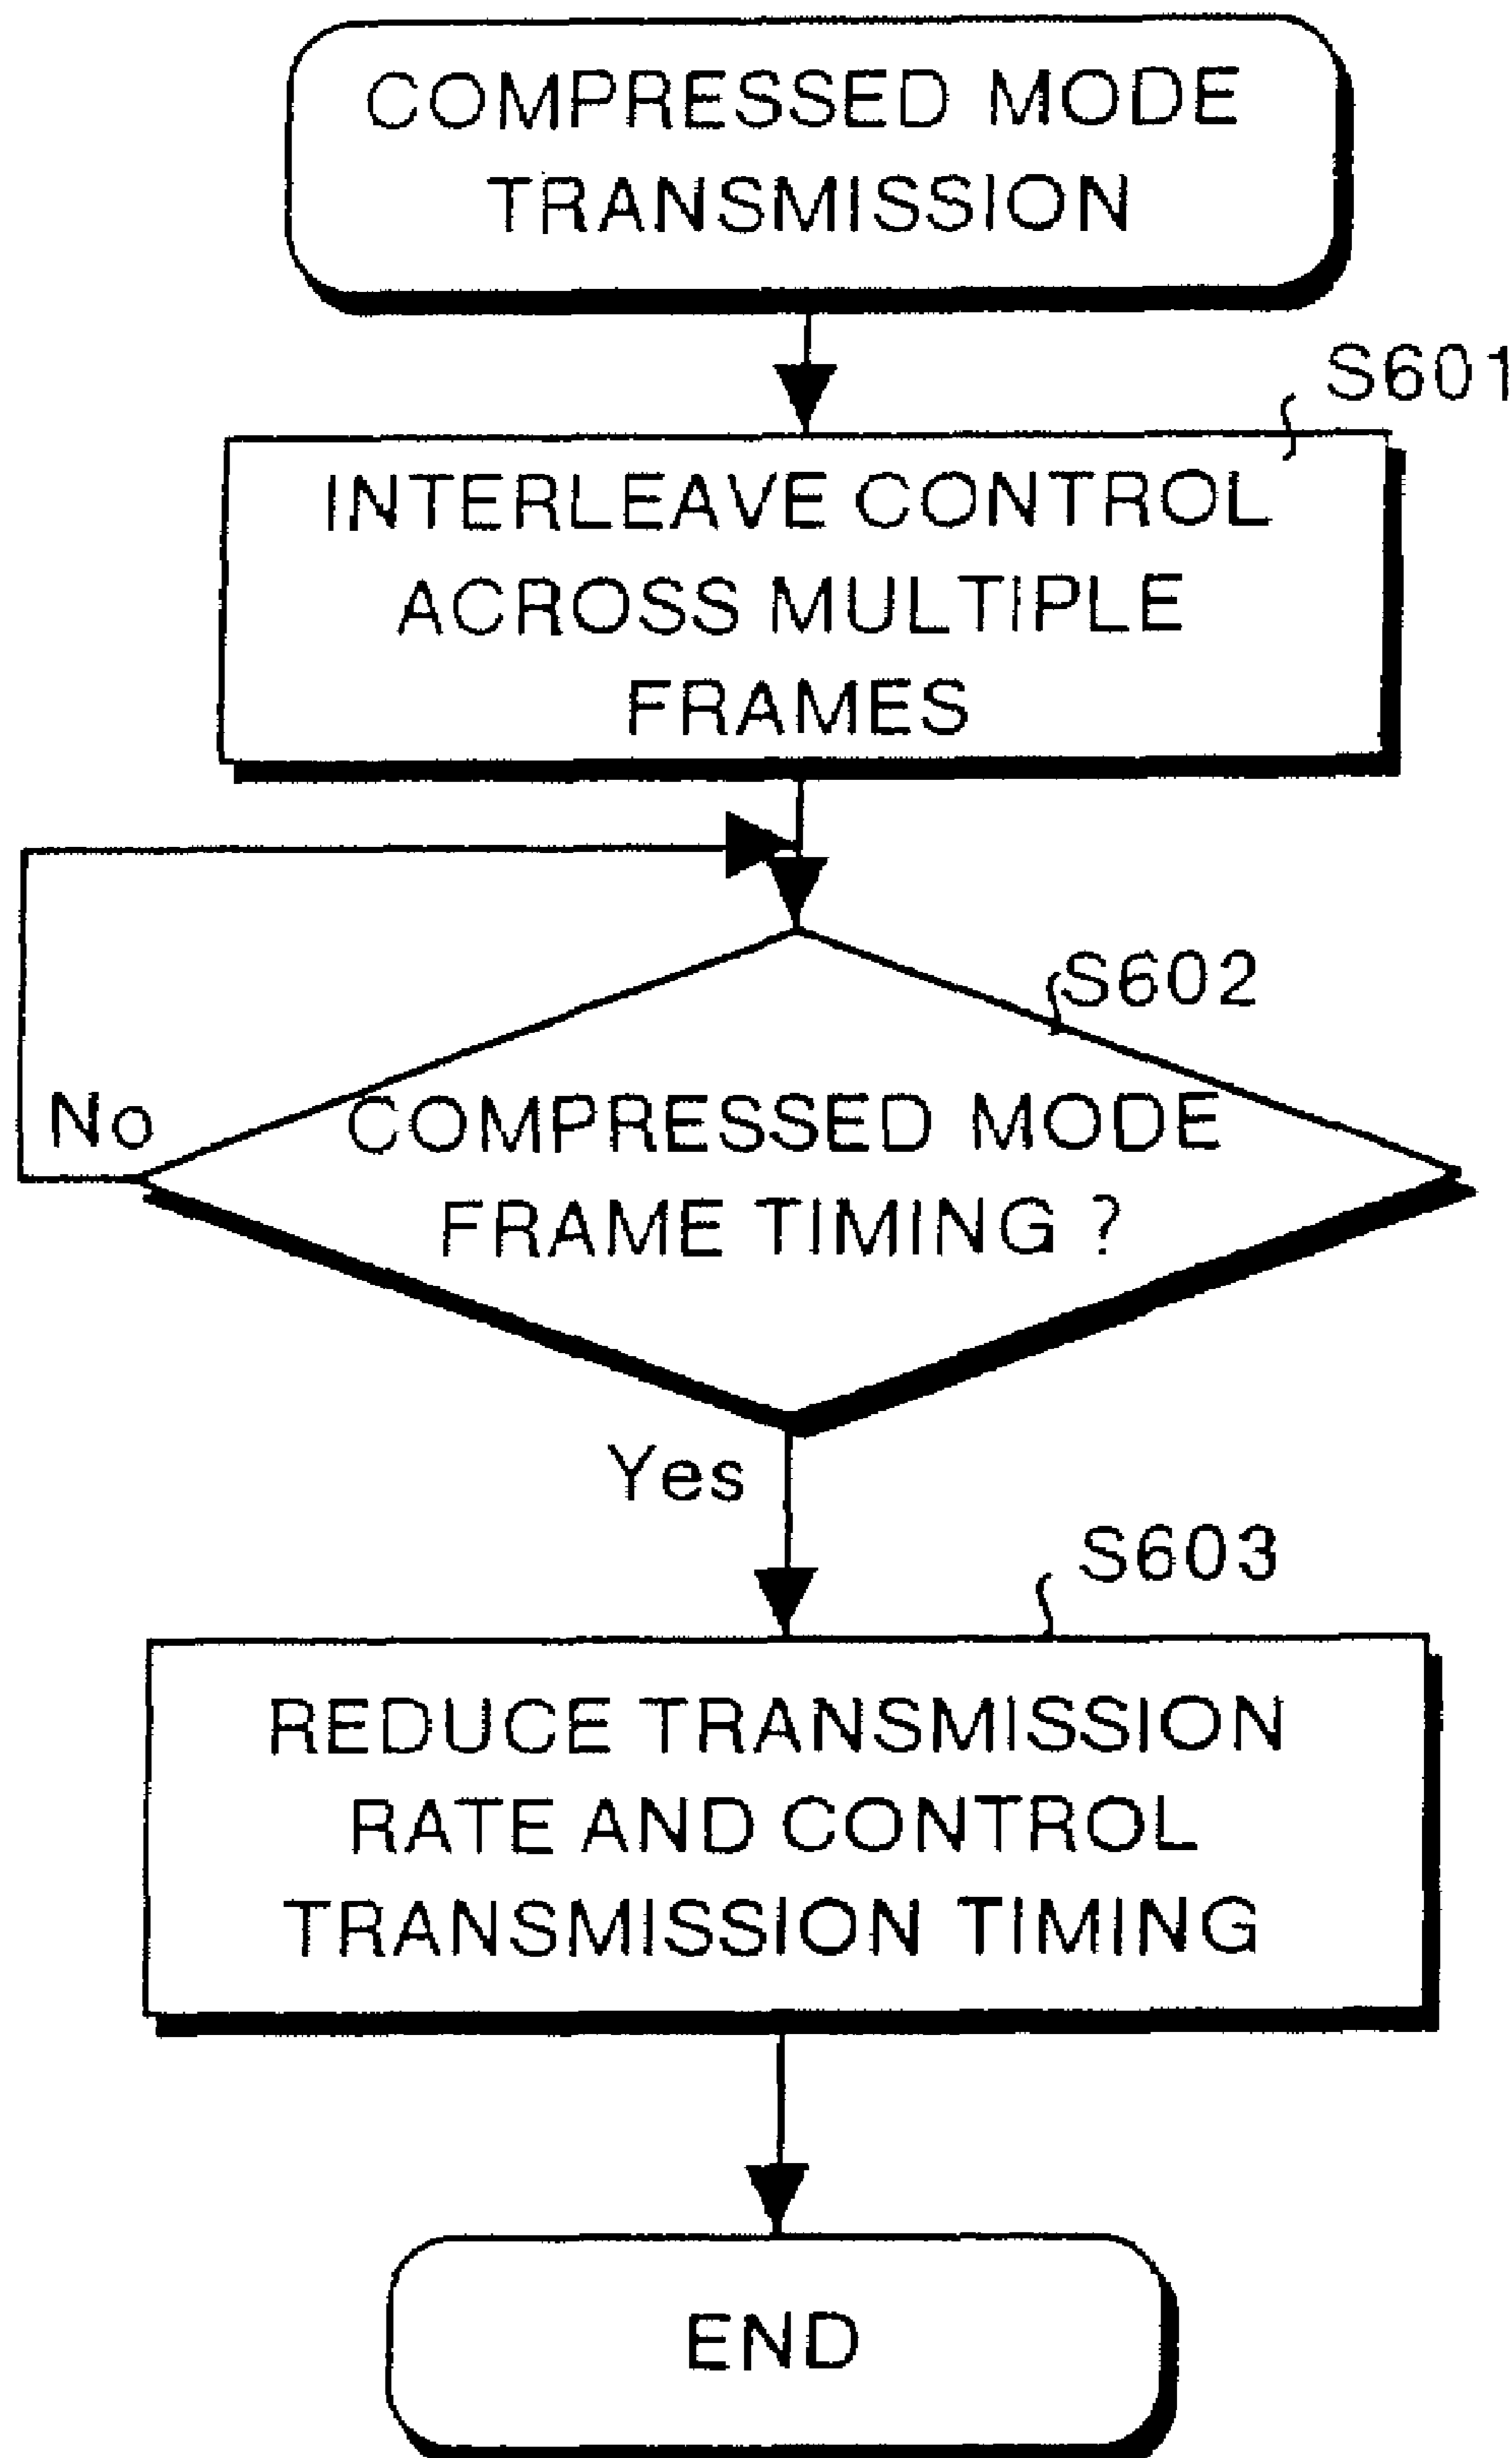 COMPRESSED MODE
TRANSMISSION
S601
INTERLEAVE CONTROL
ACROSS MULTIPLE
FRAMES
S602
No
COMPRESSED MODE
FRAME TIMING ?
Yes
S603
REDUCE TRANSMISSION
RATE AND CONTROL
TRANSMISSION TIMING
END